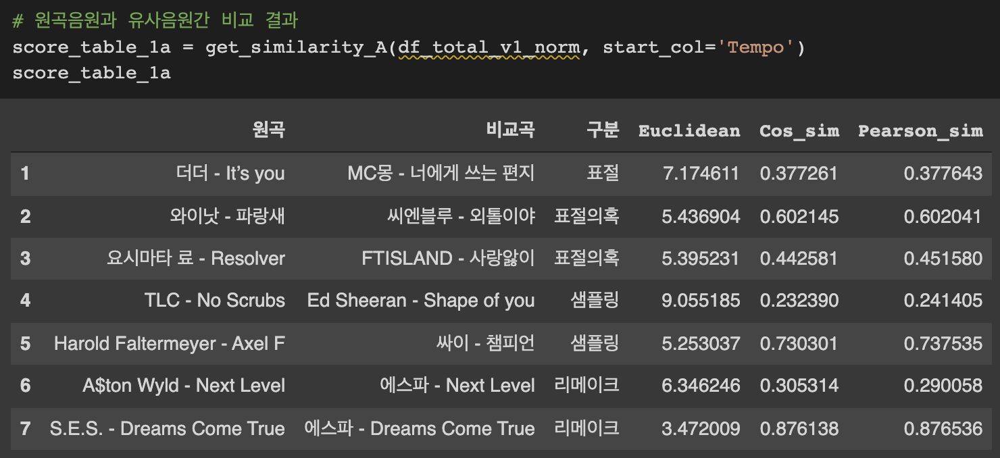 # 원곡음원과 유사음원간 비교 결과
score_table_1a = get_similarity_A(df_total_v1_norm, start_col='Tempo')
score_table_1a
원곡 비교곡 구분 Euclidean Cos_sim Pearson_sim
1 더더 - It’s you MC몽 - 너에게 쓰는 편지 표절 7.174611 0.377261 0.377643
2 와이낫 - 파랑새 씨엔블루 - 외톨이야 표절의혹 5.436904 0.602145 0.602041
3 요시마타 료 - Resolver FTISLAND - 사랑앓이 표절의혹 5.395231 0.442581 0.451580
4 TLC - No Scrubs Ed Sheeran - Shape of you 샘플링 9.055185 0.232390 0.241405
5 Harold Faltermeyer - Axel F 싸이 - 챔피언 샘플링 5.253037 0.730301 0.737535
6 A$ton Wyld - Next Level 에스파 - Next Level 리메이크 6.346246 0.305314 0.290058
7 S.E.S. - Dreams Come True 에스파 - Dreams Come True 리메이크 3.472009 0.876138 0.876536